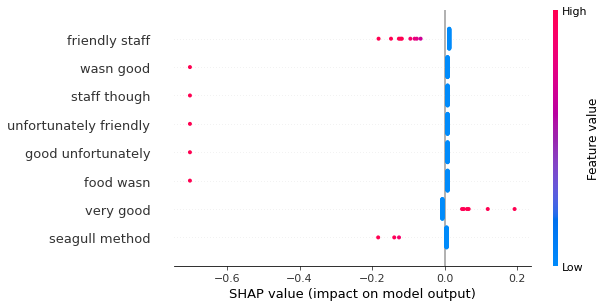 High
friendly staff
wasn good
staff though
unfortunately friendly
good unfortunately
food wasn
very good
seagull method
Feature value
Low
−0.6 −0.4 −0.2 0.0 0.2
SHAP value (impact on model output)